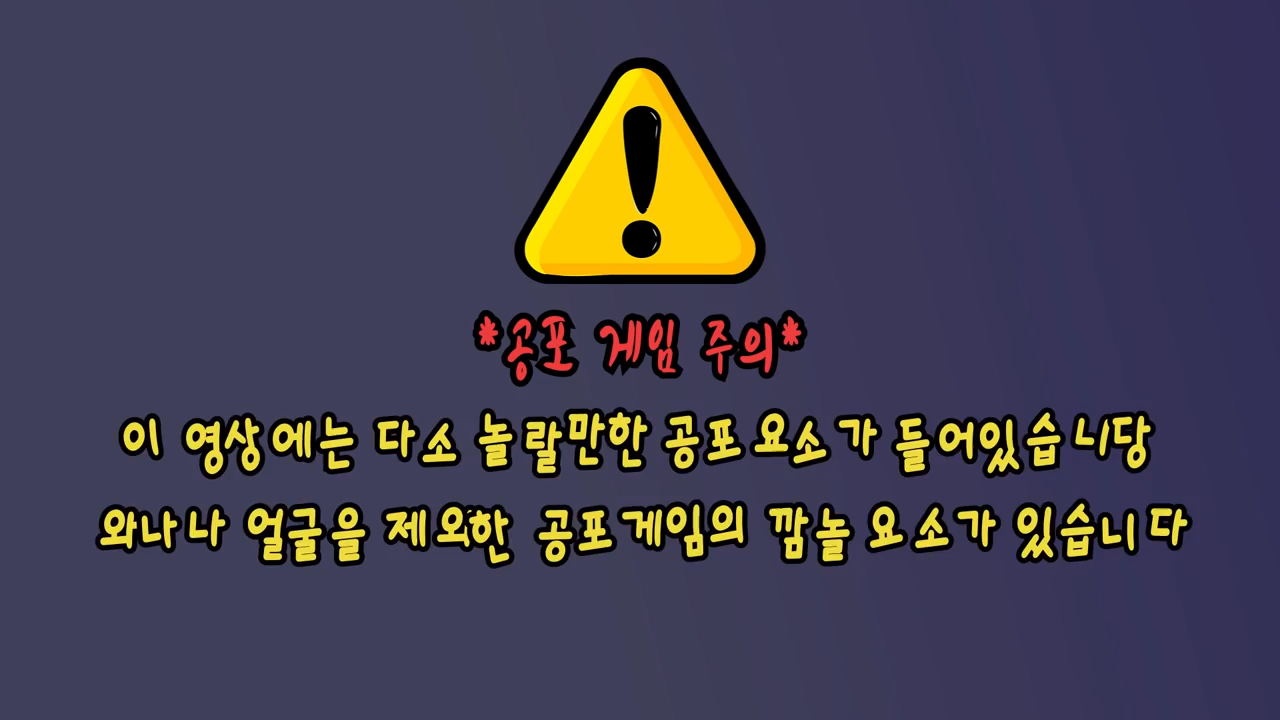 *공포 게임 주의*
이 영상에는 다소 놀랄만한 공포 요소가 들어있습니당
와나나 얼굴을 제외한 공포게임의 깜놀 요소가 있습니다